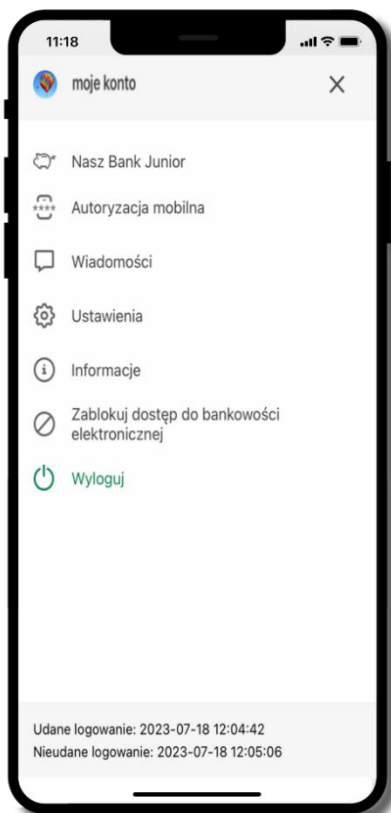 11:18
moje konto
Nasz Bank Junior
****
Autoryzacja mobilna
Wiadomości
Ustawienia
i
Informacje
Zablokuj dostęp do bankowości
elektronicznej
Wyloguj
Udane logowanie: 2023-07-18 12:04:42
Nieudane logowanie: 2023-07-18 12:05:06